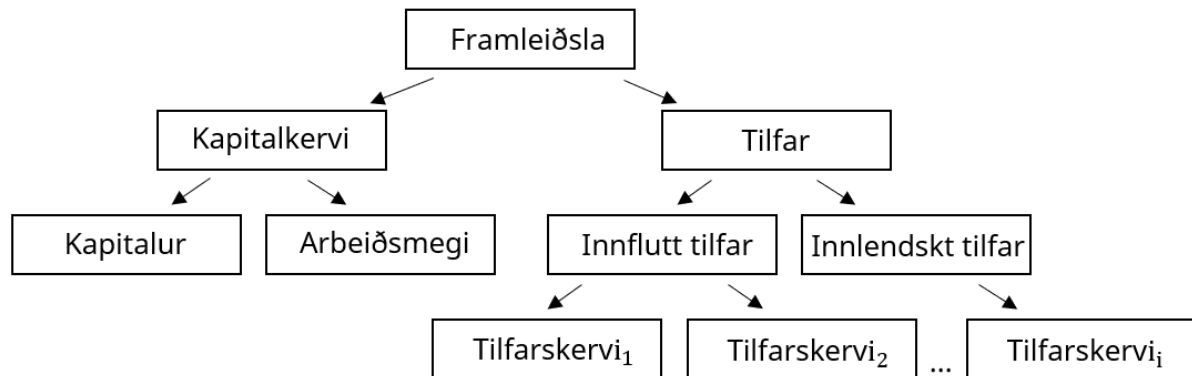 Framleiðsla
Kapitalkervi
Tilfar
Kapitalur
Arbeiðsmegi
Innflutt tilfar
Innlendskt tilfar
Tilfarskervi₁
Tilfarskervi₂
...
Tilfarskerviᵢ